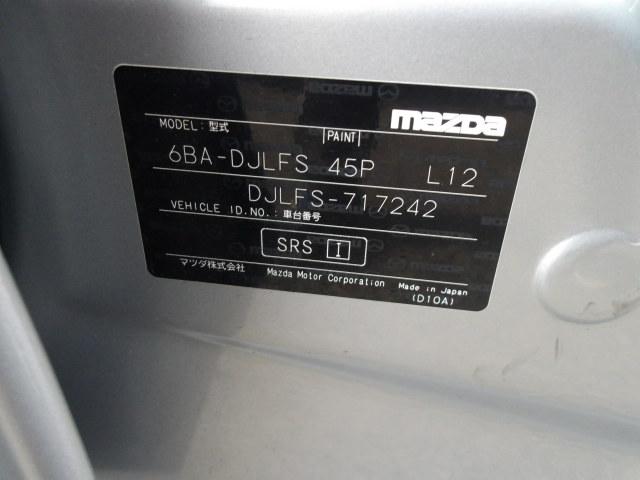 mazda
MODEL: 型式 PAINT
6BA-DJLFS 45P L12
DJLFS-717242
VEHICLE ID.NO.: 車台番号
SRS I
マツダ株式会社 Mazda Motor Corporation Made in Japan
(D10A)